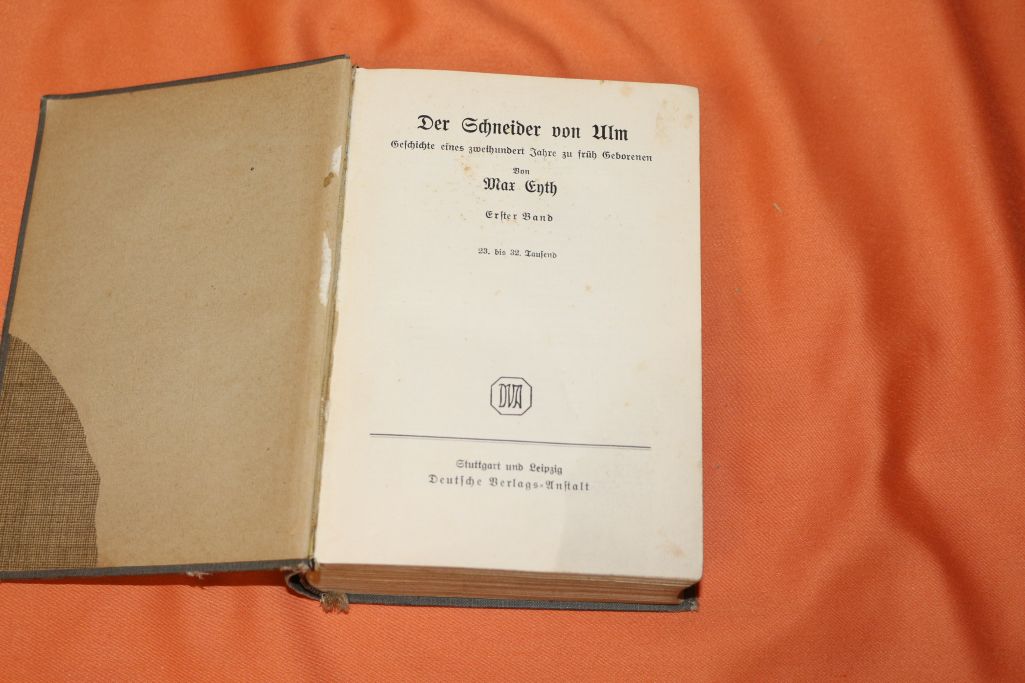 Der Schneider von Ulm
Geschichte eines zweihundert Jahre zu früh Geborenen
Von
Max Eyth
Erster Band
23. bis 32. Tausend
DVA
Stuttgart und Leipzig
Deutsche Verlags-Anstalt